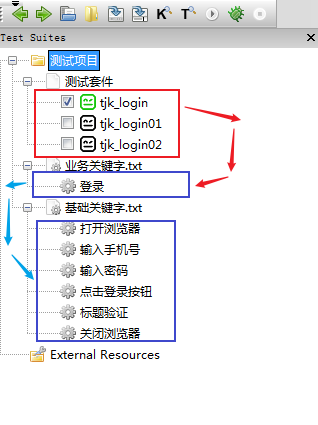 K T
Test Suites
测试项目
测试套件
tjk_login
tjk_login01
tjk_login02
业务关键字.txt
登录
基础关键字.txt
打开浏览器
输入手机号
输入密码
点击登录按钮
标题验证
关闭浏览器
External Resources